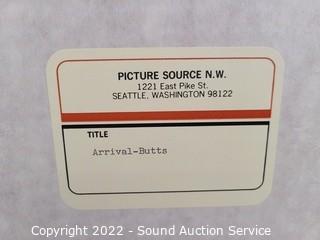 PICTURE SOURCE N.W.
1221 East Pike St.
SEATTLE, WASHINGTON 98122
TITLE
Arrival-Butts
Copyright 2022 - Sound Auction Service